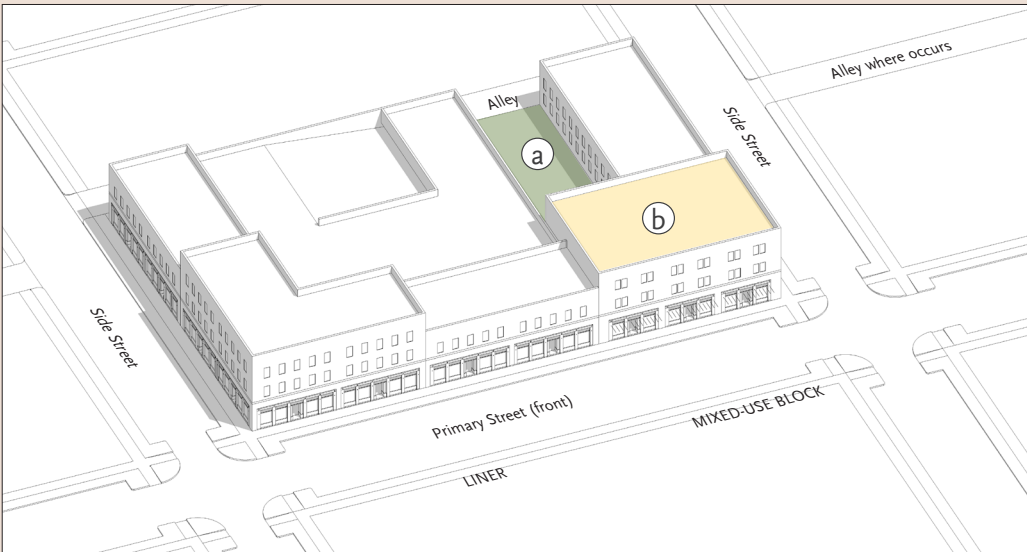 Alley where occurs
Alley
Side Street
a
b
Side Street
Primary Street (front)
MIXED-USE BLOCK
LINER